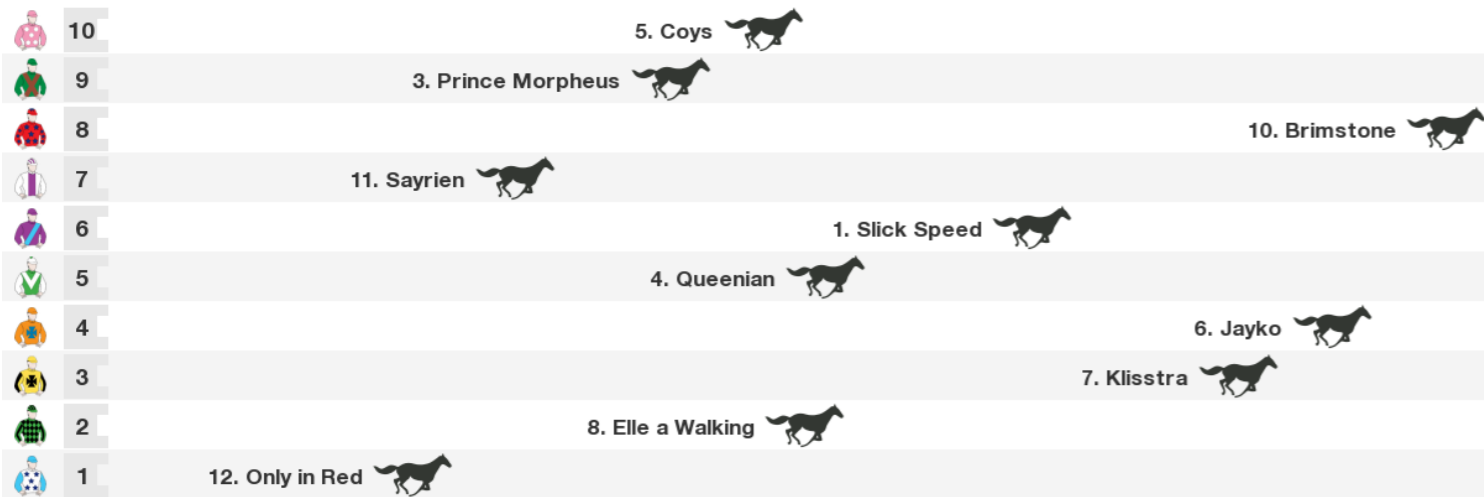 10 5. Coys
9 3. Prince Morpheus
8 10. Brimstone
7 11. Sayrien
6 1. Slick Speed
5 4. Queenian
4 6. Jayko
3 7. Klisstra
2 8. Elle a Walking
1 12. Only in Red